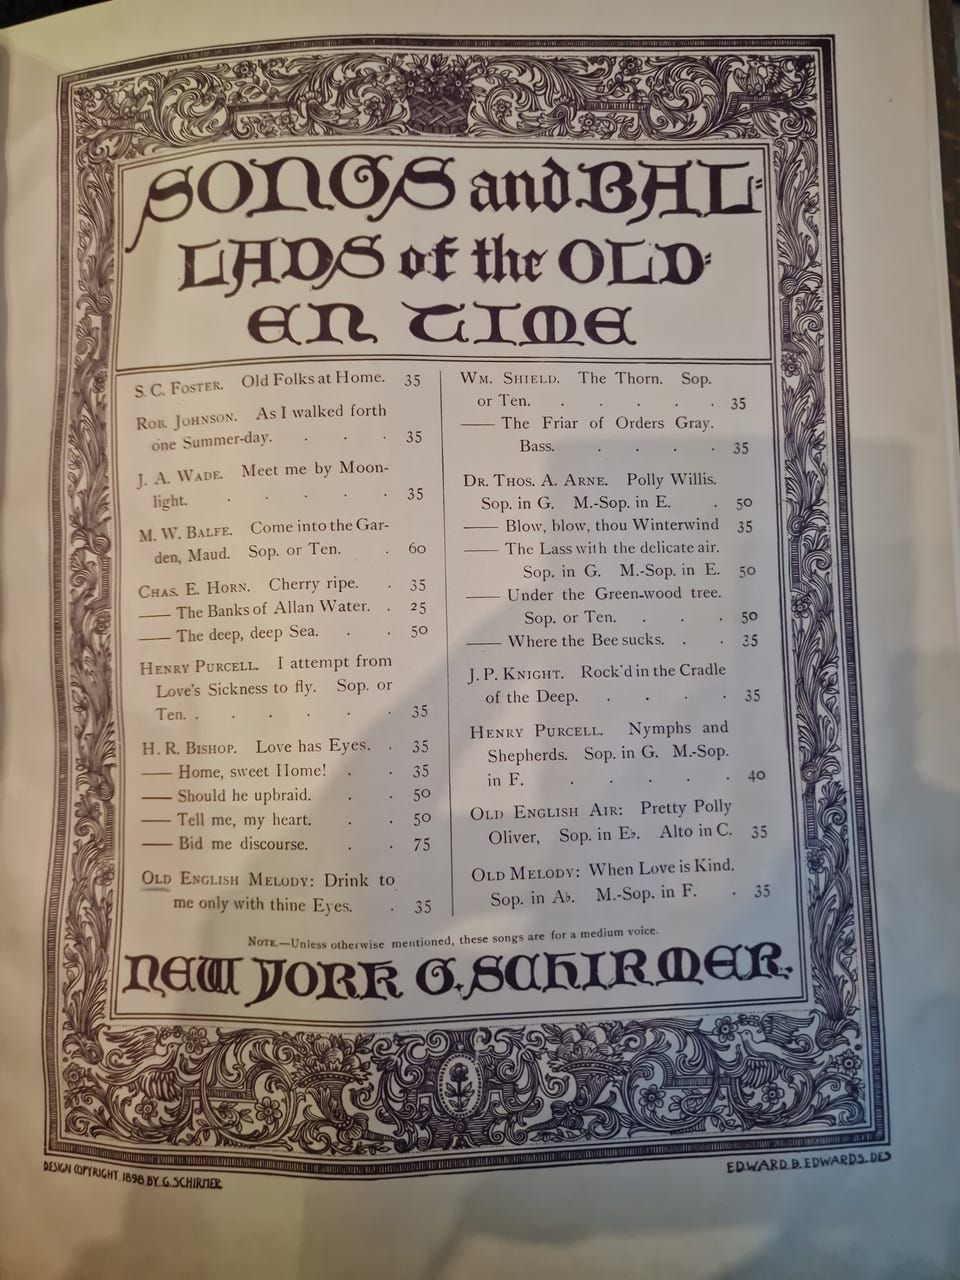 SONGS and BAL=
LADS of the OLD=
EN TIME
S. C. FOSTER. Old Folks at Home. 35
ROB. JOHNSON. As I walked forth
one Summer-day. . . . 35
J. A. WADE. Meet me by Moon-
light. . . . . . 35
M. W. BALFE. Come into the Gar-
den, Maud. Sop. or Ten. . 60
CHAS. E. HORN. Cherry ripe. . 35
—— The Banks of Allan Water. . 25
—— The deep, deep Sea. . . 50
HENRY PURCELL. I attempt from
Love's Sickness to fly. Sop. or
Ten. . . . . . . 35
H. R. BISHOP. Love has Eyes. . 35
—— Home, sweet Home! . . 35
—— Should he upbraid. . . 50
—— Tell me, my heart. . . 50
—— Bid me discourse. . . 75
OLD ENGLISH MELODY: Drink to
me only with thine Eyes. . 35
WM. SHIELD. The Thorn. Sop.
or Ten. . . . . . 35
—— The Friar of Orders Gray.
Bass. . . . . 35
DR. THOS. A. ARNE. Polly Willis.
Sop. in G. M.-Sop. in E. . 50
—— Blow, blow, thou Winterwind 35
—— The Lass with the delicate air.
Sop. in G. M.-Sop. in E. 50
—— Under the Green-wood tree.
Sop. or Ten. . . . 50
—— Where the Bee sucks. . . 35
J. P. KNIGHT. Rock'd in the Cradle
of the Deep. . . . . 35
HENRY PURCELL. Nymphs and
Shepherds. Sop. in G. M.-Sop.
in F. . . . . . 40
OLD ENGLISH AIR: Pretty Polly
Oliver, Sop. in E♭. Alto in C. 35
OLD MELODY: When Love is Kind.
Sop. in A♭. M.-Sop. in F. . 35
NOTE.—Unless otherwise mentioned, these songs are for a medium voice.
NEW YORK G. SCHIRMER.
DESIGN COPYRIGHT 1898 BY G. SCHIRMER
EDWARD B. EDWARDS_DES